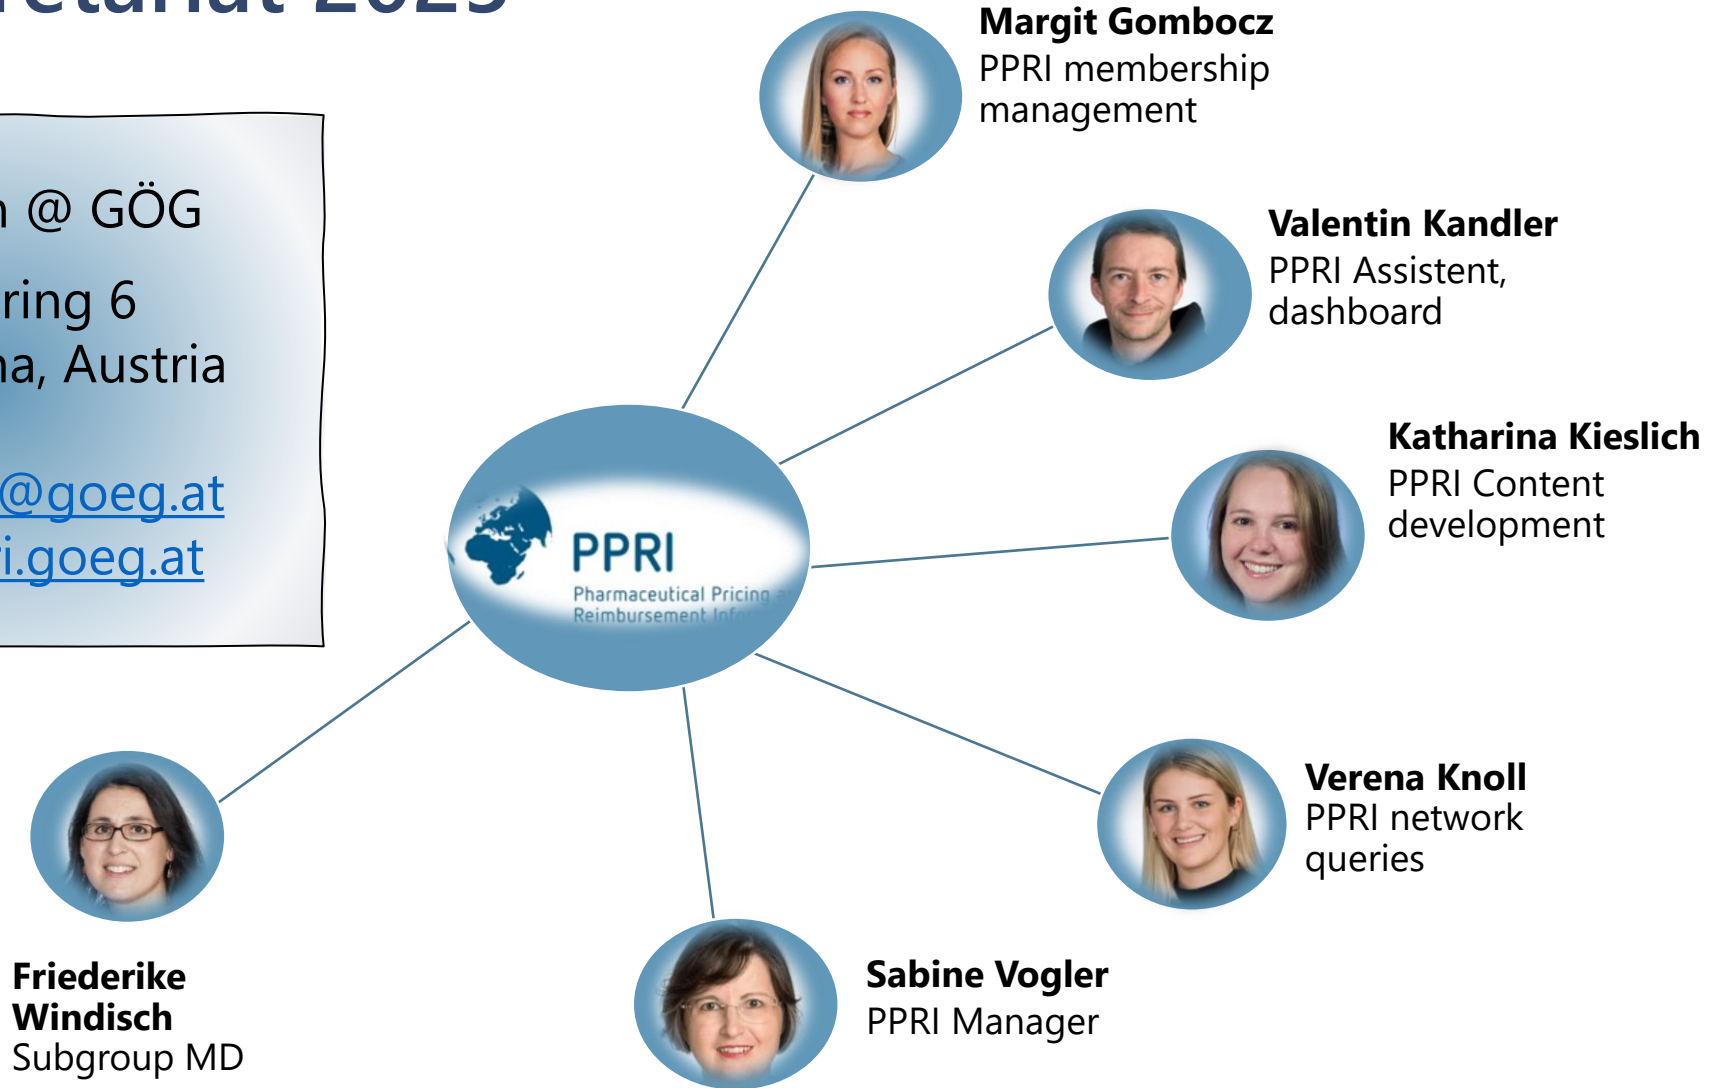 2023
@ GÖG
ring 6
Austria
@goeg.at
.goeg.at
PPRI
Pharmaceutical Pricing
Reimbursement
Margit Gombocz
PPRI membership
management
Valentin Kandler
PPRI Assistent,
dashboard
Katharina Kieslich
PPRI Content
development
Verena Knoll
PPRI network
queries
Sabine Vogler
PPRI Manager
Friederike
Windisch
Subgroup MD